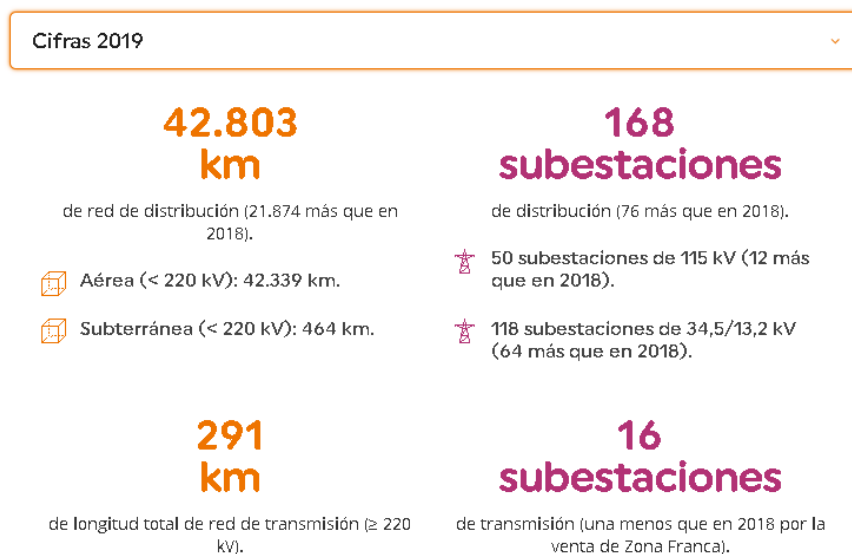 Cifras 2019
42.803
km
de red de distribución (21.874 más que en
2018).
Aérea (< 220 kV): 42.339 km.
Subterránea (< 220 kV): 464 km.
168
subestaciones
de distribución (76 más que en 2018).
50 subestaciones de 115 kV (12 más
que en 2018).
118 subestaciones de 34,5/13,2 kV
(64 más que en 2018).
291
km
de longitud total de red de transmisión (≥ 220
kV).
16
subestaciones
de transmisión (una menos que en 2018 por la
venta de Zona Franca).